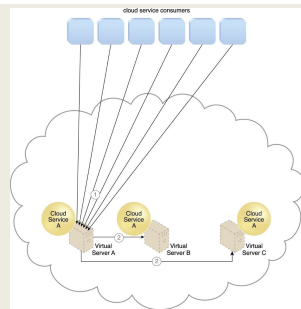 cloud service consumers
1
Cloud
Service
A
Cloud
Service
A
Cloud
Service
A
2
Virtual
Server A
Virtual
Server B
Virtual
Server C
2